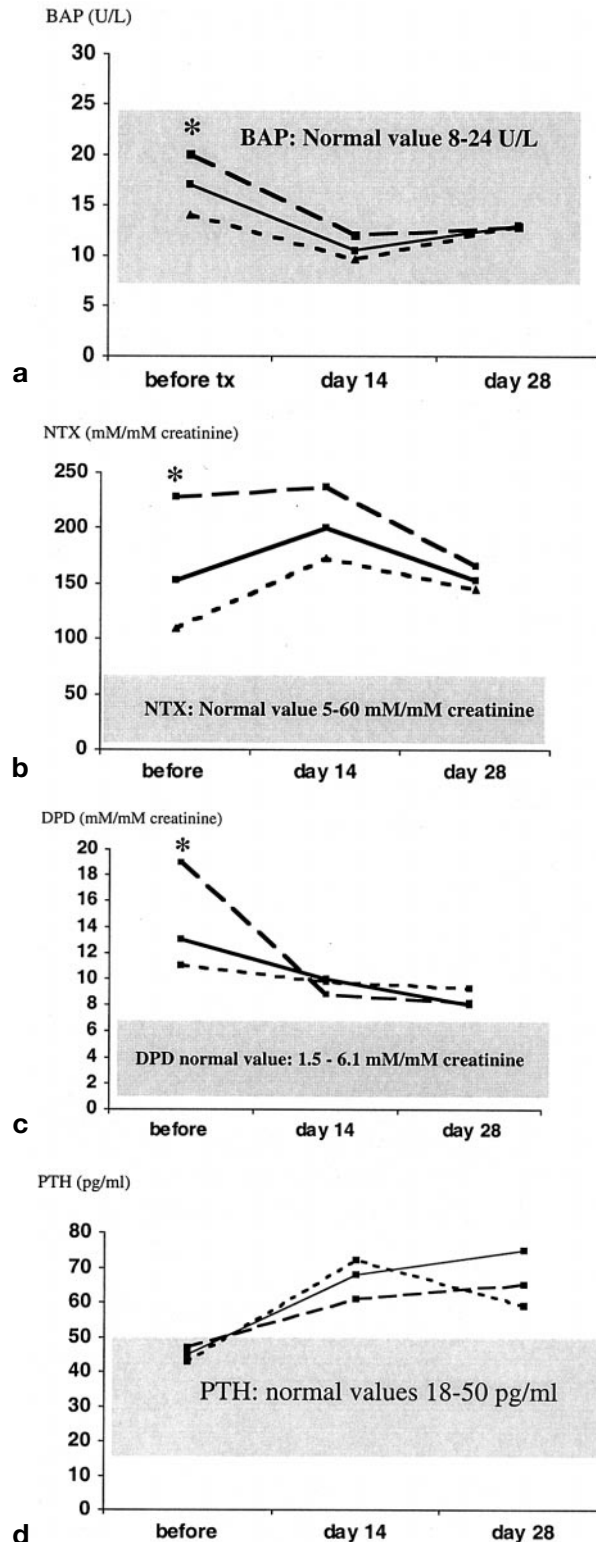 BAP (U/L)
30
25
20
15
10
5
0
*
BAP: Normal value 8-24 U/L
before tx day 14 day 28
a
NTX (mM/mM creatinine)
250
200
150
100
50
0
*
NTX: Normal value 5-60 mM/mM creatinine
before day 14 day 28
b
DPD (mM/mM creatinine)
20
18
16
14
12
10
8
6
4
2
0
*
DPD normal value: 1.5 - 6.1 mM/mM creatinine
before day 14 day 28
c
PTH (pg/ml)
80
70
60
50
40
30
20
10
0
PTH: normal values 18-50 pg/ml
before day 14 day 28
d